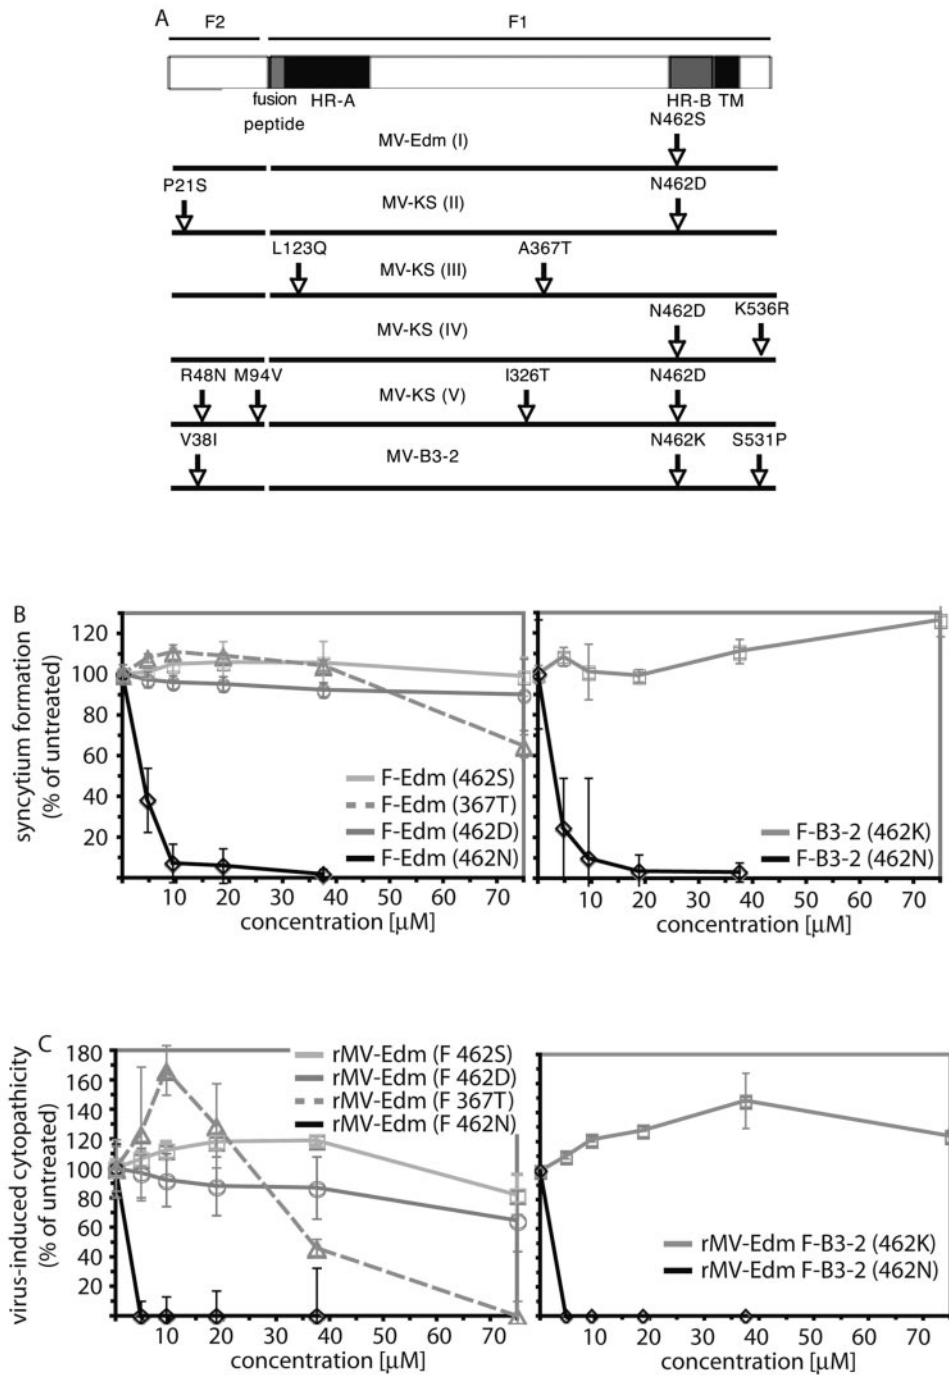 A
F2
F1
fusion
peptide
HR-A
HR-B
TM
N462S
MV-Edm (I)
P21S
N462D
MV-KS (II)
L123Q
A367T
MV-KS (III)
N462D
K536R
MV-KS (IV)
R48N
M94V
I326T
N462D
MV-KS (V)
V38I
N462K
S531P
MV-B3-2
B
syncytium formation
(% of untreated)
120
100
80
60
40
20
F-Edm (462S)
F-Edm (367T)
F-Edm (462D)
F-Edm (462N)
10 20 30 40 50 60 70
concentration [μM]
F-B3-2 (462K)
F-B3-2 (462N)
10 20 30 40 50 60 70
concentration [μM]
C
virus-induced cytopathicity
(% of untreated)
180
160
140
120
100
80
60
40
20
rMV-Edm (F 462S)
rMV-Edm (F 462D)
rMV-Edm (F 367T)
rMV-Edm (F 462N)
10 20 30 40 50 60 70
concentration [μM]
rMV-Edm F-B3-2 (462K)
rMV-Edm F-B3-2 (462N)
10 20 30 40 50 60 70
concentration [μM]